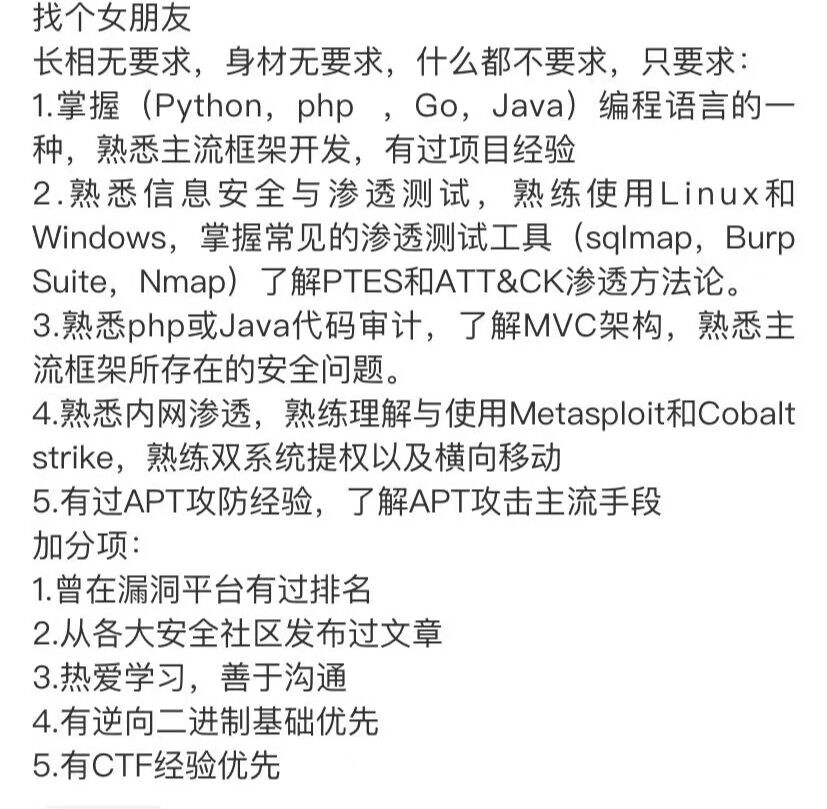 找个女朋友
长相无要求，身材无要求，什么都不要求，只要求：
1.掌握（Python，php ，Go，Java）编程语言的一
种，熟悉主流框架开发，有过项目经验
2.熟悉信息安全与渗透测试，熟练使用Linux和
Windows，掌握常见的渗透测试工具（sqlmap，Burp
Suite，Nmap）了解PTES和ATT&CK渗透方法论。
3.熟悉php或Java代码审计，了解MVC架构，熟悉主
流框架所存在的安全问题。
4.熟悉内网渗透，熟练理解与使用Metasploit和Cobalt
strike，熟练双系统提权以及横向移动
5.有过APT攻防经验，了解APT攻击主流手段
加分项：
1.曾在漏洞平台有过排名
2.从各大安全社区发布过文章
3.热爱学习，善于沟通
4.有逆向二进制基础优先
5.有CTF经验优先